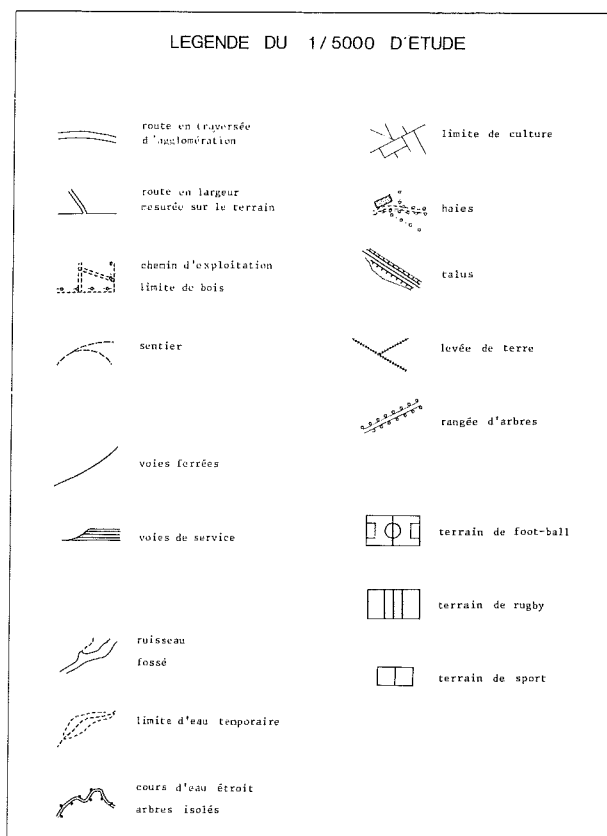 LEGENDE DU 1/5000 D'ETUDE
route en traversée
d'agglomération
route en largeur
mesurée sur le terrain
chemin d'exploitation
limite de bois
sentier
voies ferrées
voies de service
ruisseau
fossé
limite d'eau temporaire
cours d'eau étroit
arbres isolés
limite de culture
haies
talus
levée de terre
rangée d'arbres
terrain de foot-ball
terrain de rugby
terrain de sport